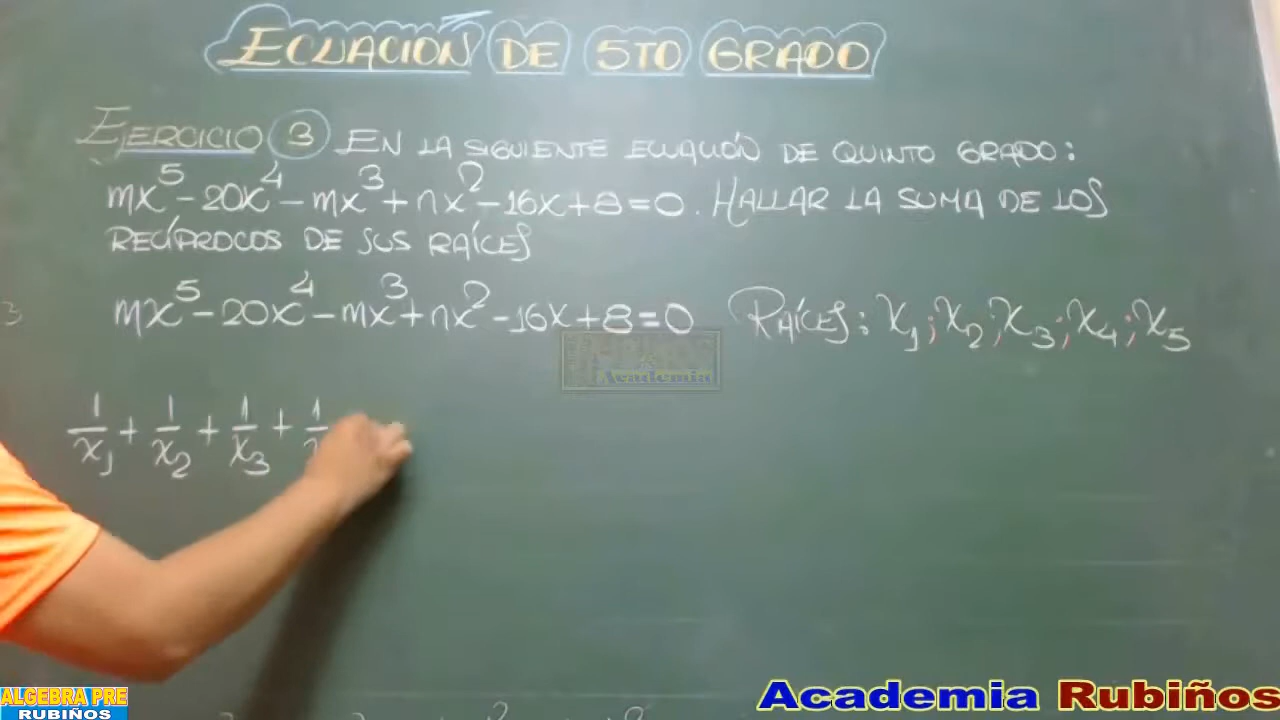 ECUACIÓN DE 5TO GRADO
EJERCICIO 3 EN LA SIGUIENTE ECUACIÓN DE QUINTO GRADO:
mx⁵ - 20x⁴ - mx³ + nx² - 16x + 8 = 0. HALLAR LA SUMA DE LOS
RECÍPROCOS DE SUS RAÍCES
mx⁵ - 20x⁴ - mx³ + nx² - 16x + 8 = 0 RAÍCES: x₁; x₂; x₃; x₄; x₅
Academia
1/x₁ + 1/x₂ + 1/x₃ + 1/x
ALGEBRA PRE
RUBIÑOS
Academia Rubiños